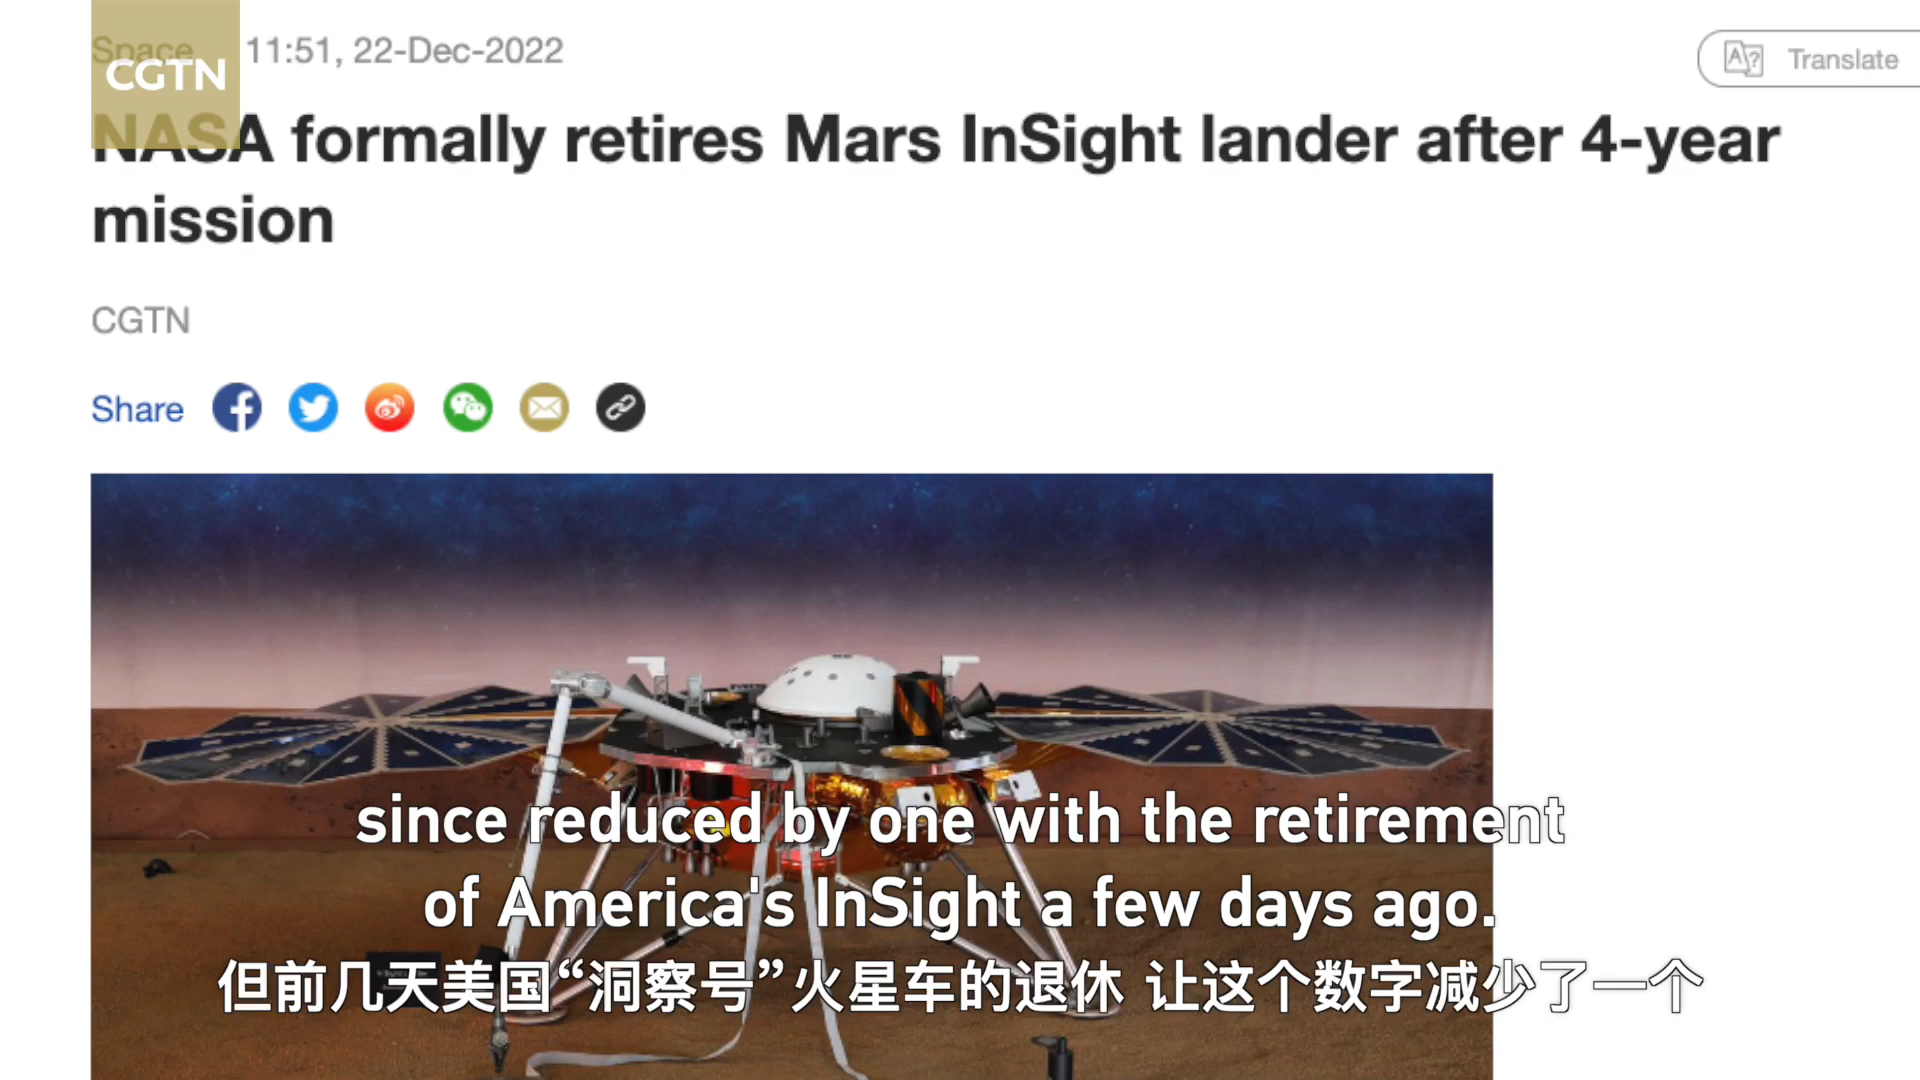 Space 11:51, 22-Dec-2022
CGTN
Translate
NASA formally retires Mars InSight lander after 4-year
mission
CGTN
Share
since reduced by one with the retirement
of America's InSight a few days ago.
但前几天美国“洞察号”火星车的退休 让这个数字减少了一个